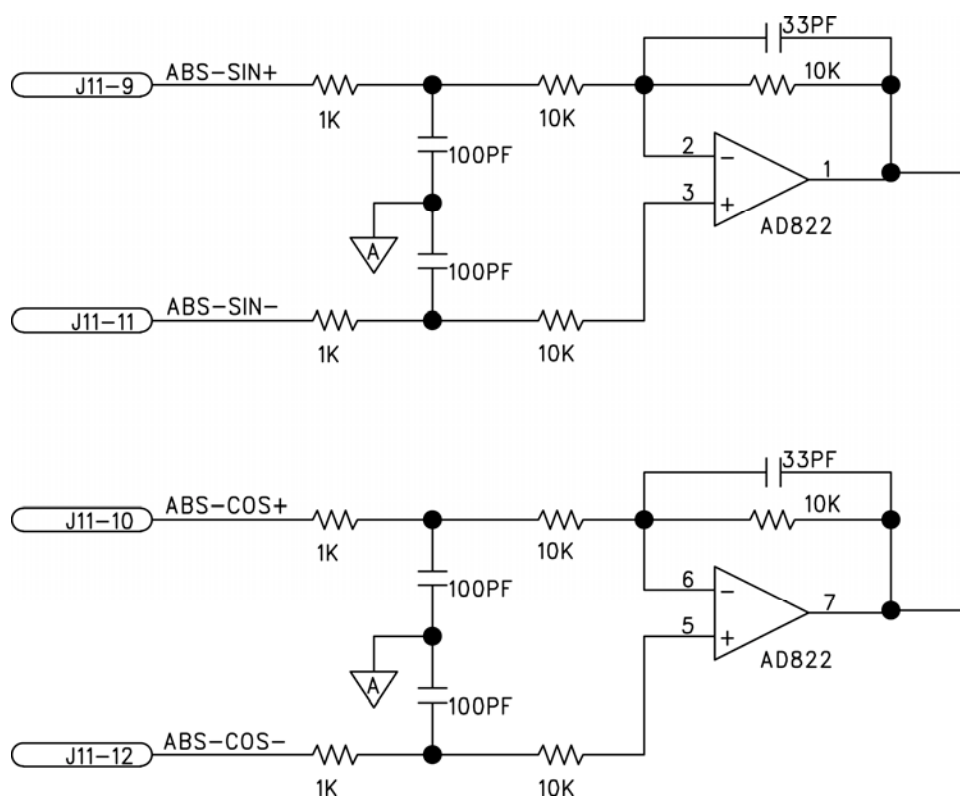 33PF
ABS-SIN+
J11-9
1K
10K
10K
100PF
2
3
1
AD822
A
100PF
ABS-SIN-
J11-11
1K
10K
33PF
ABS-COS+
J11-10
1K
10K
10K
100PF
6
5
7
AD822
A
100PF
ABS-COS-
J11-12
1K
10K